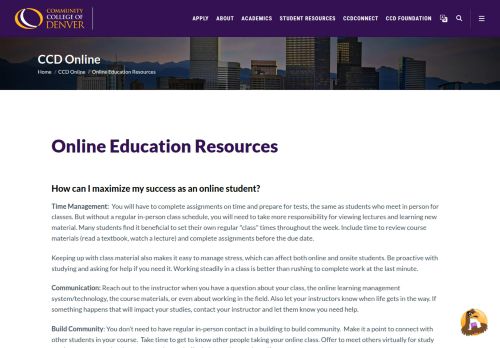 COMMUNITY
COLLEGE OF
DENVER
APPLY ABOUT ACADEMICS STUDENT RESOURCES CCDCONNECT CCD FOUNDATION
CCD Online
Home / CCD Online / Online Education Resources
Online Education Resources
How can I maximize my success as an online student?
Time Management: You will have to complete assignments on time and prepare for tests, the same as students who meet in person for
classes. But without a regular in-person class schedule, you will need to take more responsibility for viewing lectures and learning new
material. Many students find it beneficial to set their own regular "class" times throughout the week. Include time to review course
materials (read a textbook, watch a lecture) and complete assignments before the due date.
Keeping up with class material also makes it easy to manage stress, which can affect both online and onsite students. Be proactive with
studying and asking for help if you need it. Working steadily in a class is better than rushing to complete work at the last minute.
Communication: Reach out to the instructor when you have a question about your class, the online learning management
system/technology, the course materials, or even about working in the field. Also let your instructors know when life gets in the way. If
something happens that will impact your studies, contact your instructor and let them know you need help.
Build Community: You don't need to have regular in-person contact in a building to build community. Make it a point to connect with
other students in your course. Take time to get to know other people taking your online class. Offer to meet others virtually for study